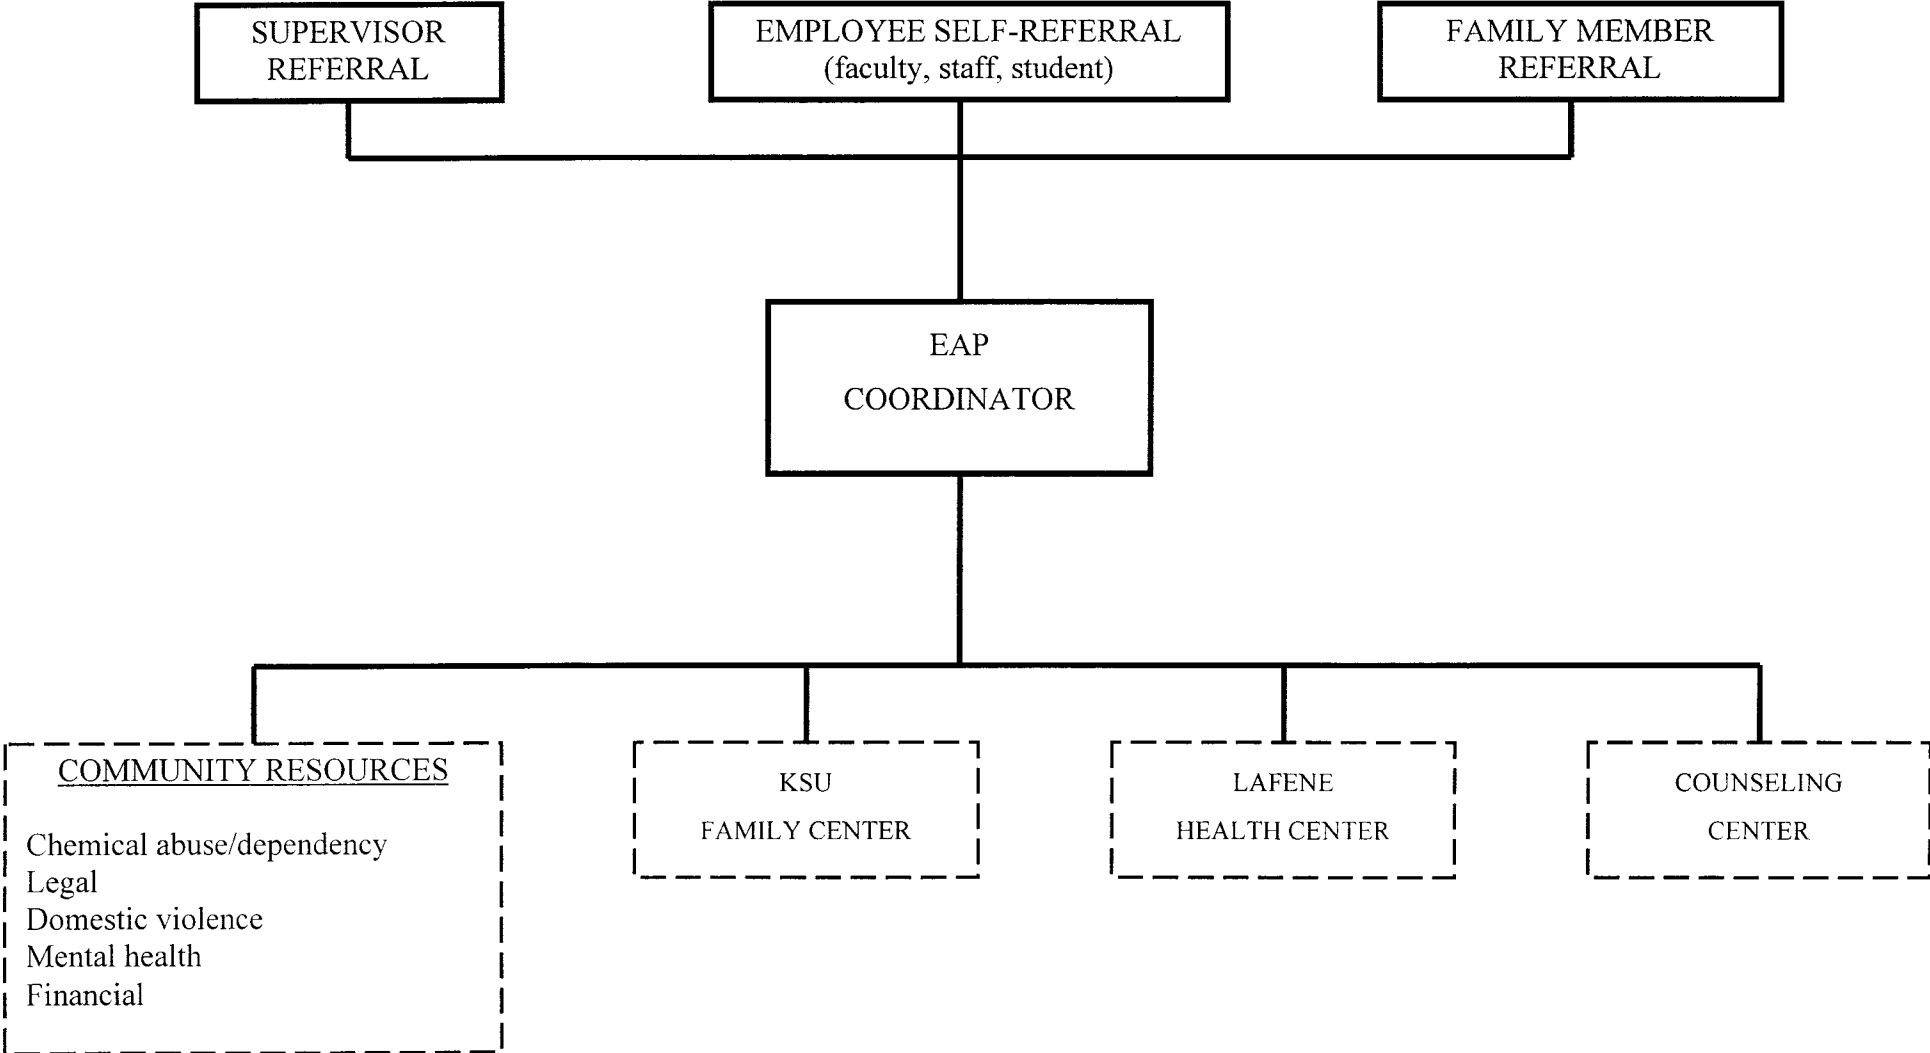 SUPERVISOR
REFERRAL
EMPLOYEE SELF-REFERRAL
(faculty, staff, student)
FAMILY MEMBER
REFERRAL
EAP
COORDINATOR
COMMUNITY RESOURCES
Chemical abuse/dependency
Legal
Domestic violence
Mental health
Financial
KSU
FAMILY CENTER
LAFENE
HEALTH CENTER
COUNSELING
CENTER